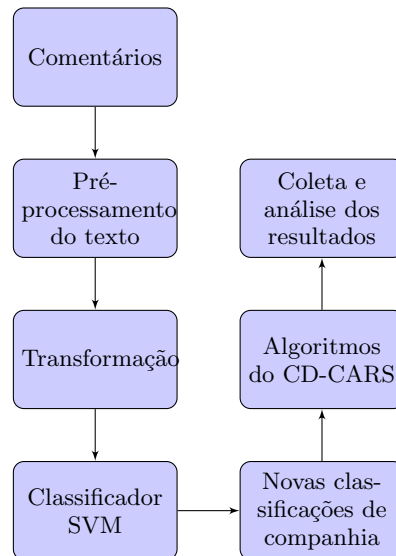 Comentários
Pré-
processamento
do texto
Transformação
Classificador
SVM
Novas clas-
sificações de
companhia
Algoritmos
do CD-CARS
Coleta e
análise dos
resultados